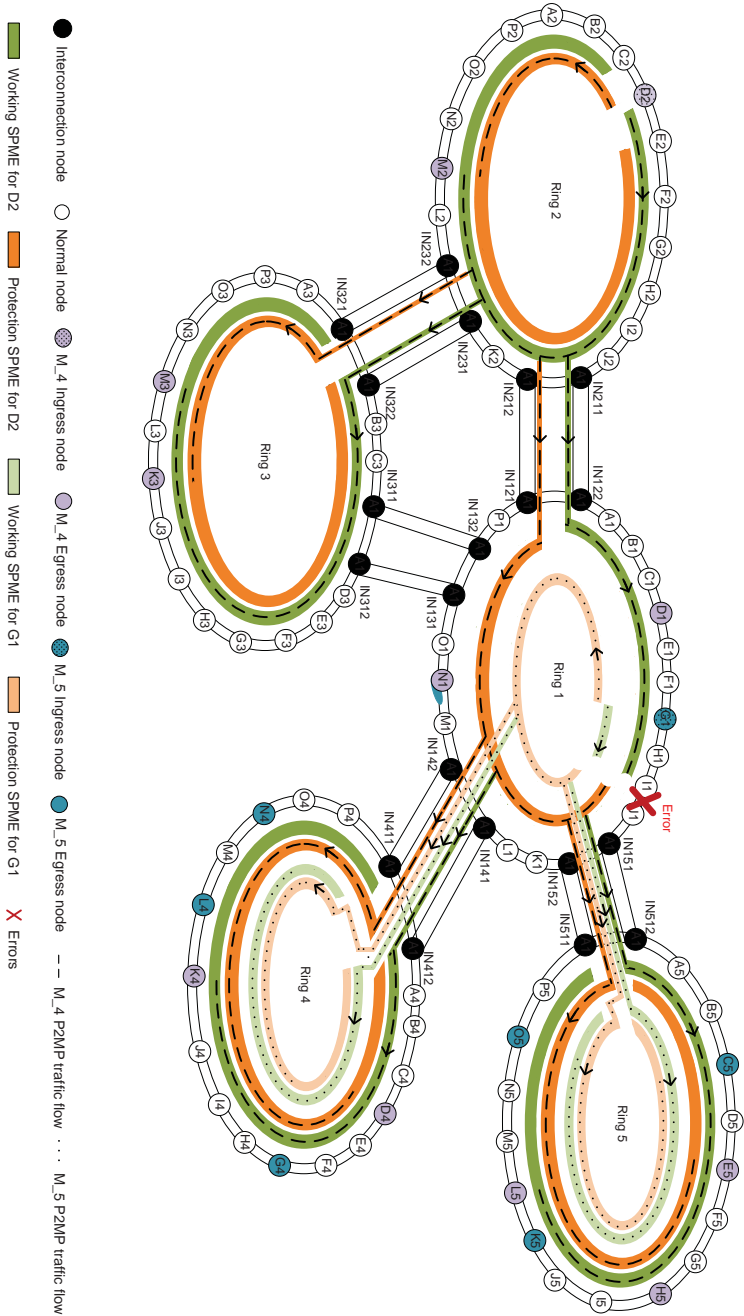 Ring 2
A2
B2
C2
D2
E2
F2
G2
H2
I2
J2
IN211
IN212
K2
IN231
IN232
L2
M2
N2
O2
P2
Ring 1
IN122
A1
B1
C1
D1
E1
F1
G1
H1
I1
J1
Error
IN151
IN152
K1
L1
IN141
IN142
M1
N1
O1
IN131
IN132
P1
IN121
Ring 5
IN512
A5
B5
C5
D5
E5
F5
G5
H5
I5
J5
K5
L5
M5
N5
O5
P5
IN511
Ring 3
IN321
IN322
B3
C3
IN311
IN312
D3
E3
F3
G3
H3
I3
J3
K3
L3
M3
N3
O3
P3
A3
Ring 4
IN411
IN412
A4
B4
C4
D4
E4
F4
G4
H4
I4
J4
K4
L4
M4
N4
O4
P4
Interconnection node
Normal node
M_4 Ingress node
M_4 Egress node
M_5 Ingress node
M_5 Egress node
M_4 P2MP traffic flow
M_5 P2MP traffic flow
Working SPME for D2
Protection SPME for D2
Working SPME for G1
Protection SPME for G1
Errors